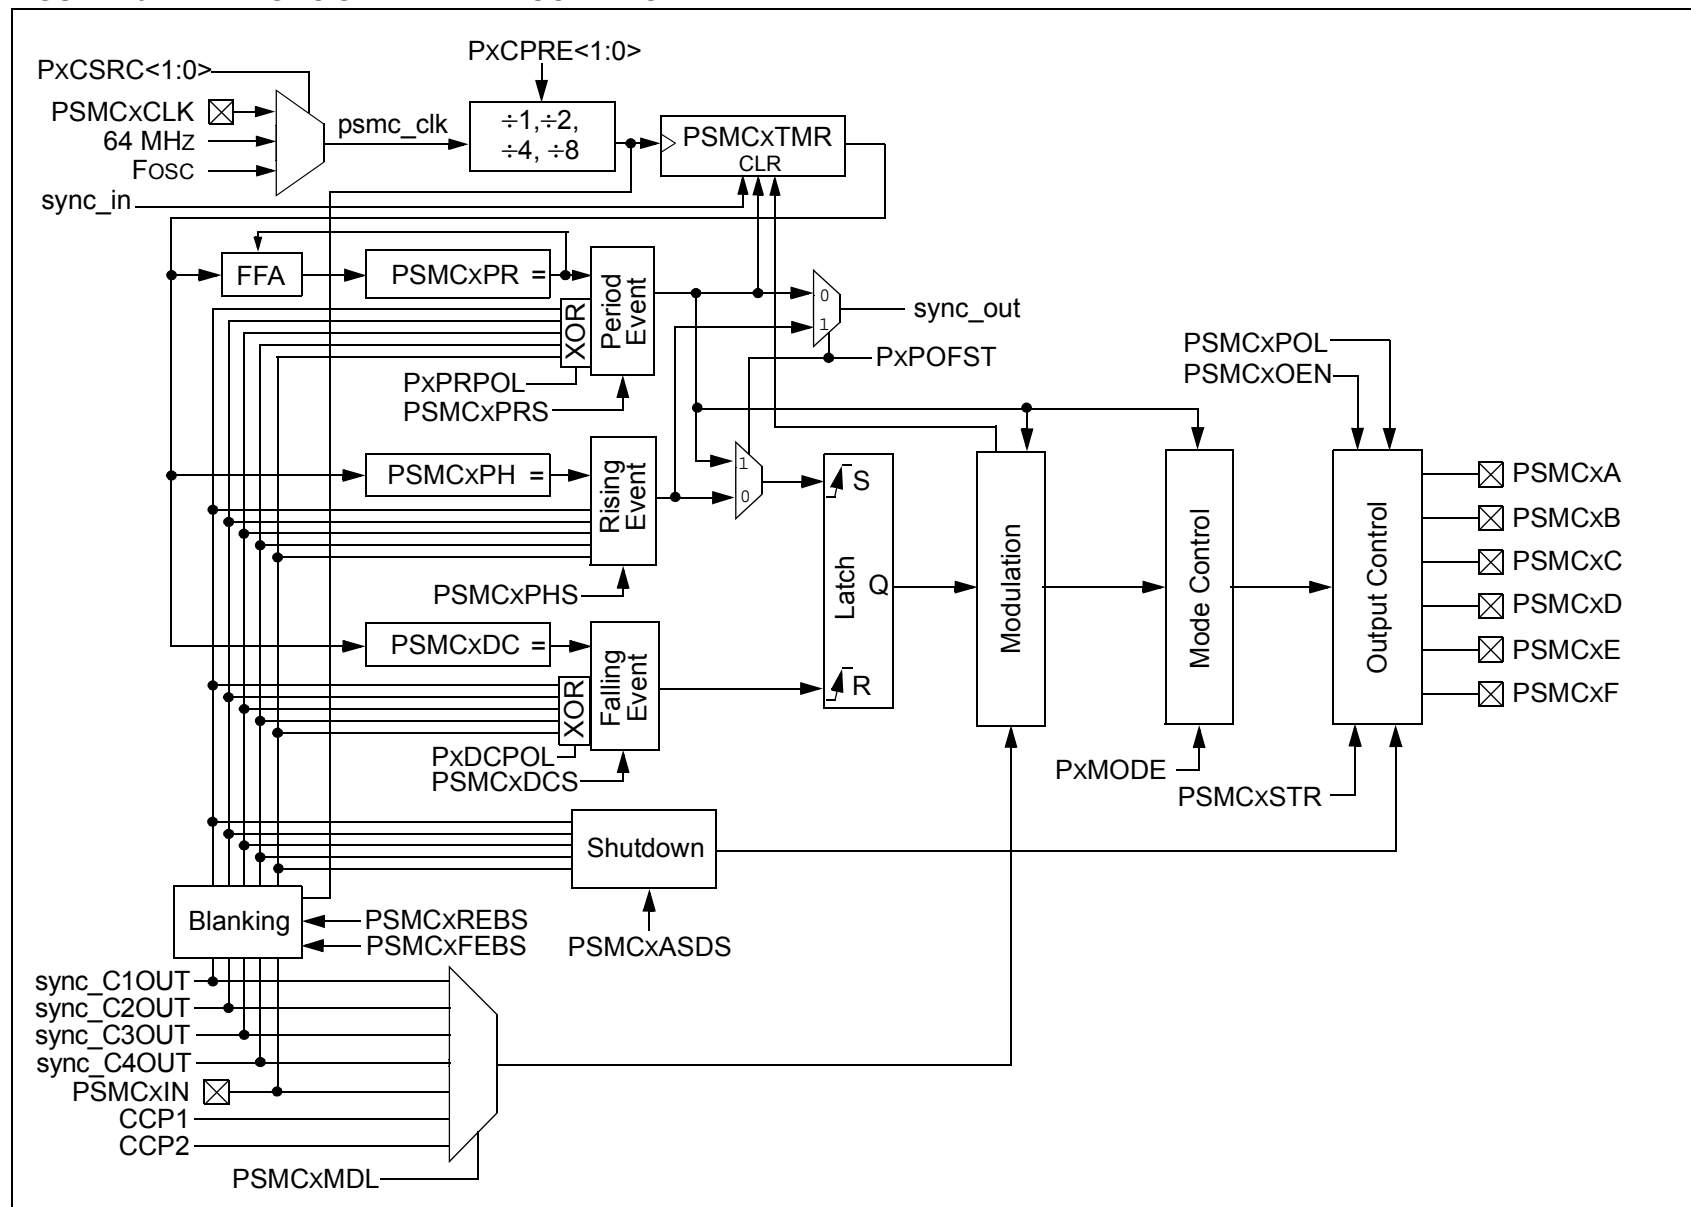 PxCPRE<1:0>
PxCSRC<1:0>
PSMCxCLK
64 MHz
FOSC
psmc_clk
÷1,÷2,
÷4, ÷8
PSMCxTMR
CLR
sync_in
FFA
PSMCxPR =
Period
Event
XOR
0
1
sync_out
PxPOFST
PxPRPOL
PSMCxPRS
PSMCxPOL
PSMCxOEN
PSMCxPH =
Rising
Event
1
0
PSMCxPHS
S
Latch
Q
R
Modulation
Mode Control
Output Control
PSMCxA
PSMCxB
PSMCxC
PSMCxD
PSMCxE
PSMCxF
PSMCxDC =
Falling
Event
XOR
PxDCPOL
PSMCxDCS
PxMODE
PSMCxSTR
Shutdown
PSMCxASDS
Blanking
PSMCxREBS
PSMCxFEBS
sync_C1OUT
sync_C2OUT
sync_C3OUT
sync_C4OUT
PSMCxIN
CCP1
CCP2
PSMCxMDL